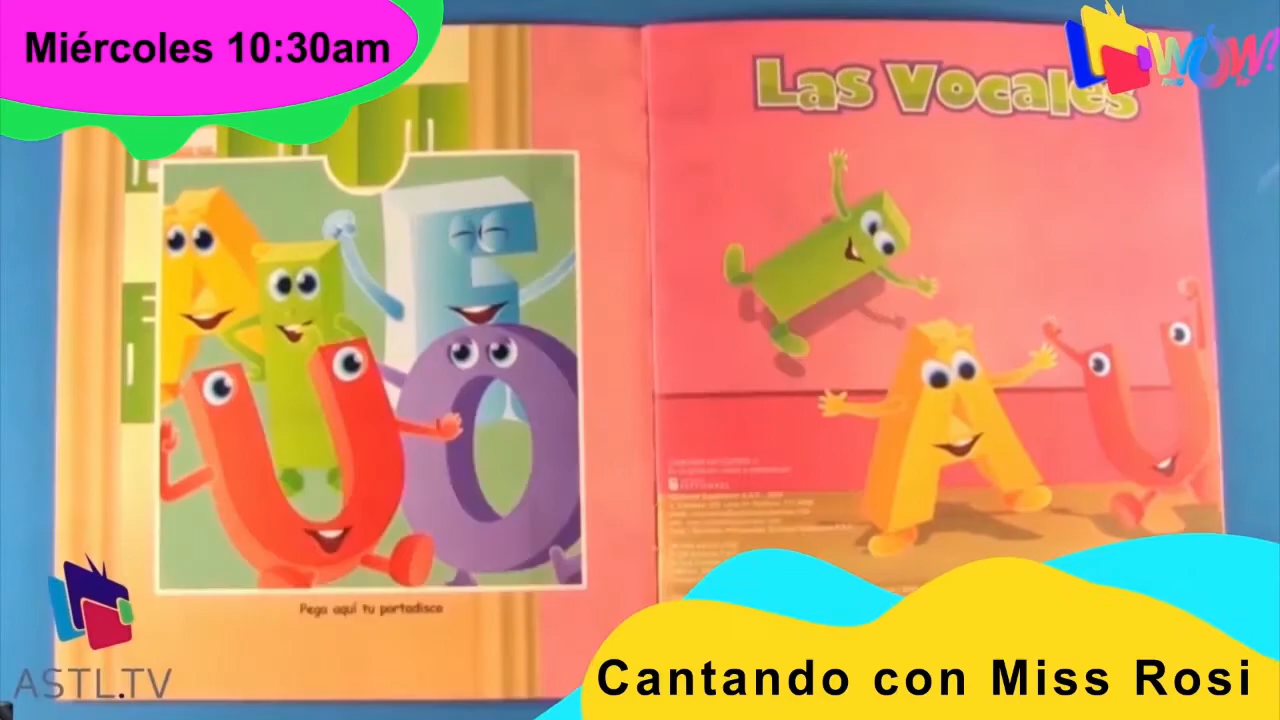 Miércoles 10:30am
WOW!
Las Vocales
Pega aquí tu portadisco
ASTL.TV
Cantando con Miss Rosi